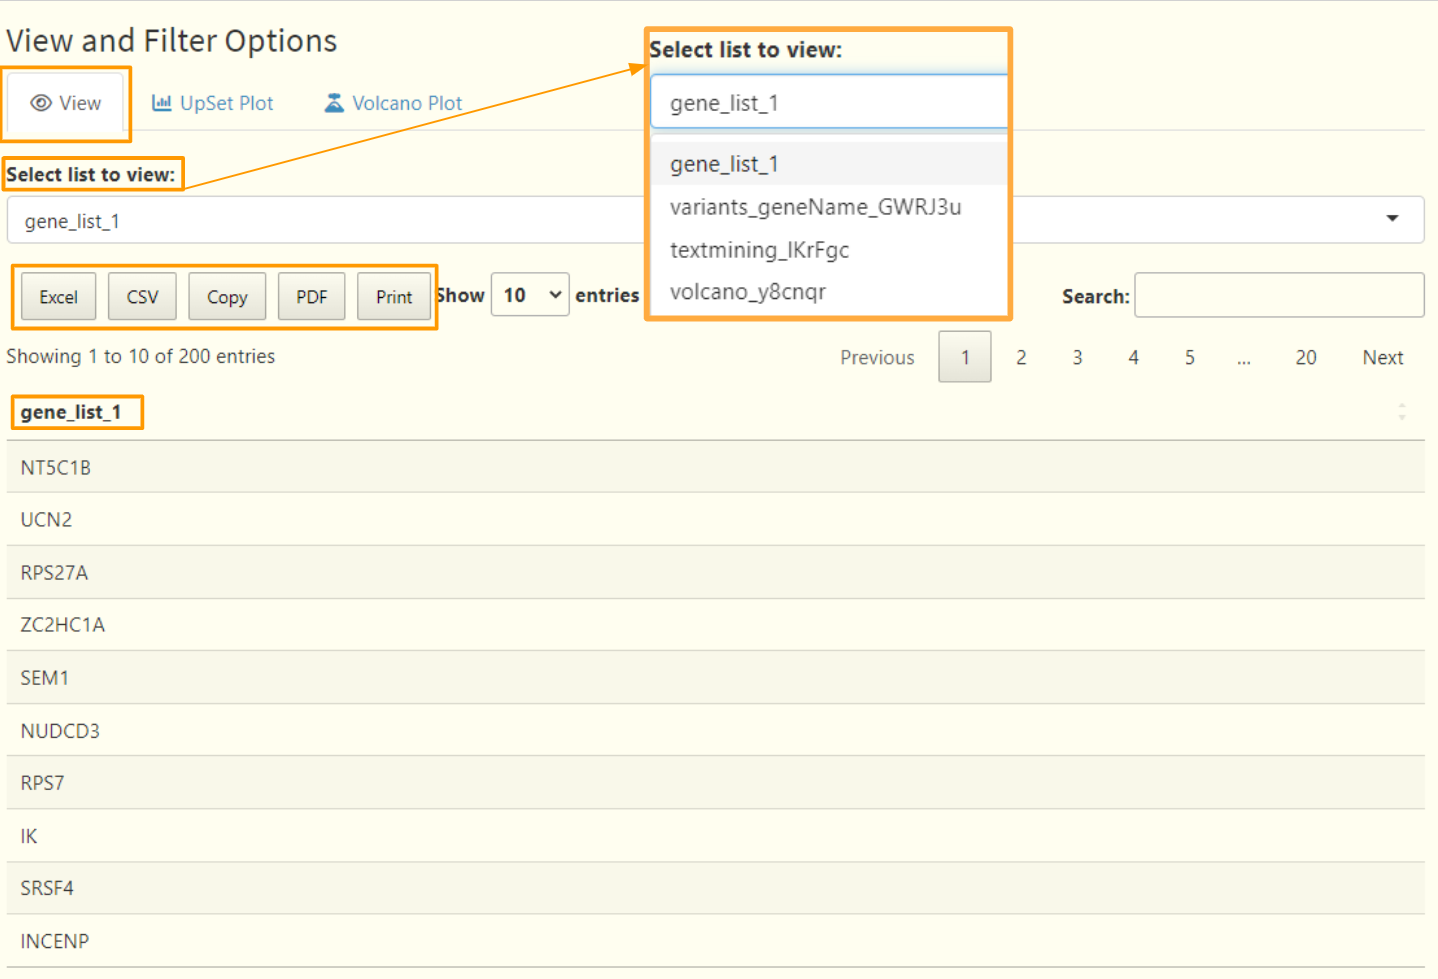 View and Filter Options
View
UpSet Plot
Volcano Plot
Select list to view:
gene_list_1
Select list to view:
gene_list_1
gene_list_1
variants_geneName_GWRJ3u
textmining_IKrFgc
volcano_y8cnqr
Excel CSV Copy PDF Print Show 10 entries
Search:
Showing 1 to 10 of 200 entries
Previous 1 2 3 4 5 ... 20 Next
gene_list_1
NT5C1B
UCN2
RPS27A
ZC2HC1A
SEM1
NUDCD3
RPS7
IK
SRSF4
INCENP